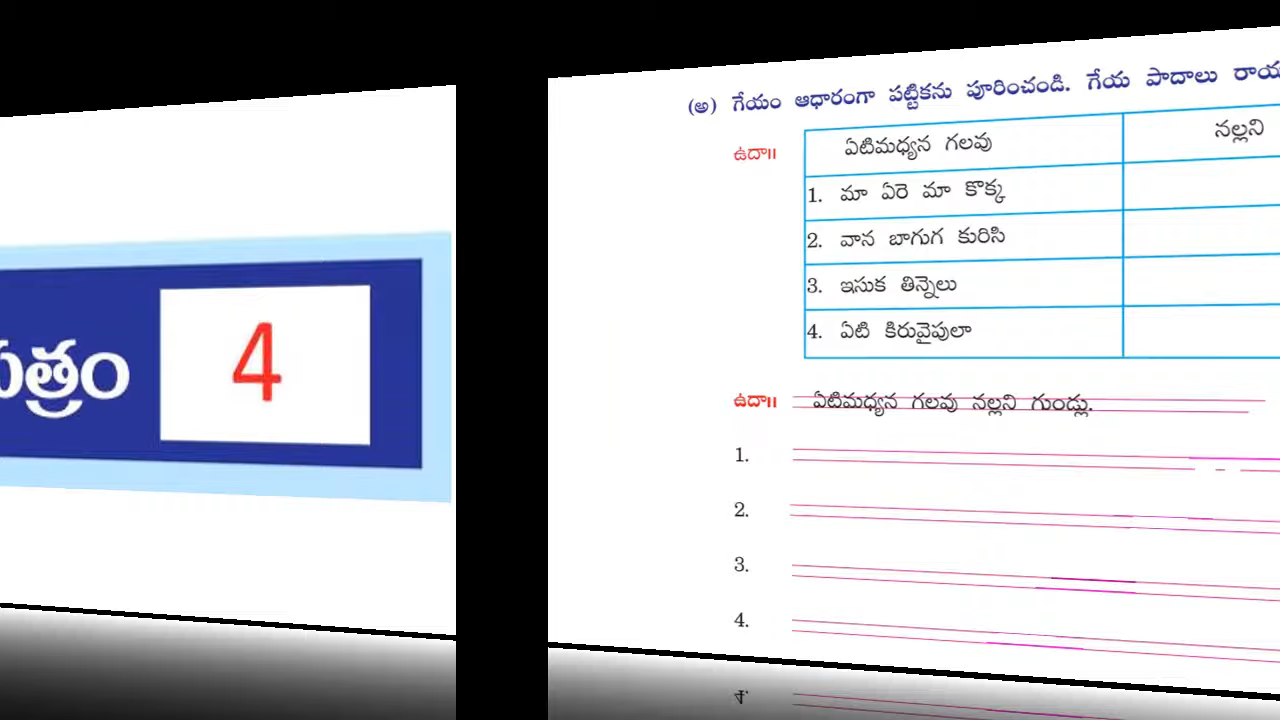 4
(అ) గేయం ఆధారంగా పట్టికను పూరించండి. గేయ పాదాలు
ఉదా॥ ఏటిమధ్యన గలవు నల్లని
1. మా ఏరె మా కొక్క
2. వాన బాగుగ కురిసి
3. ఇసుక తిన్నెలు
4. ఏటి కిరువైపులా
ఉదా॥ ఏటిమధ్యన గలవు నల్లని గుండ్లు.
1.
2.
3.
4.